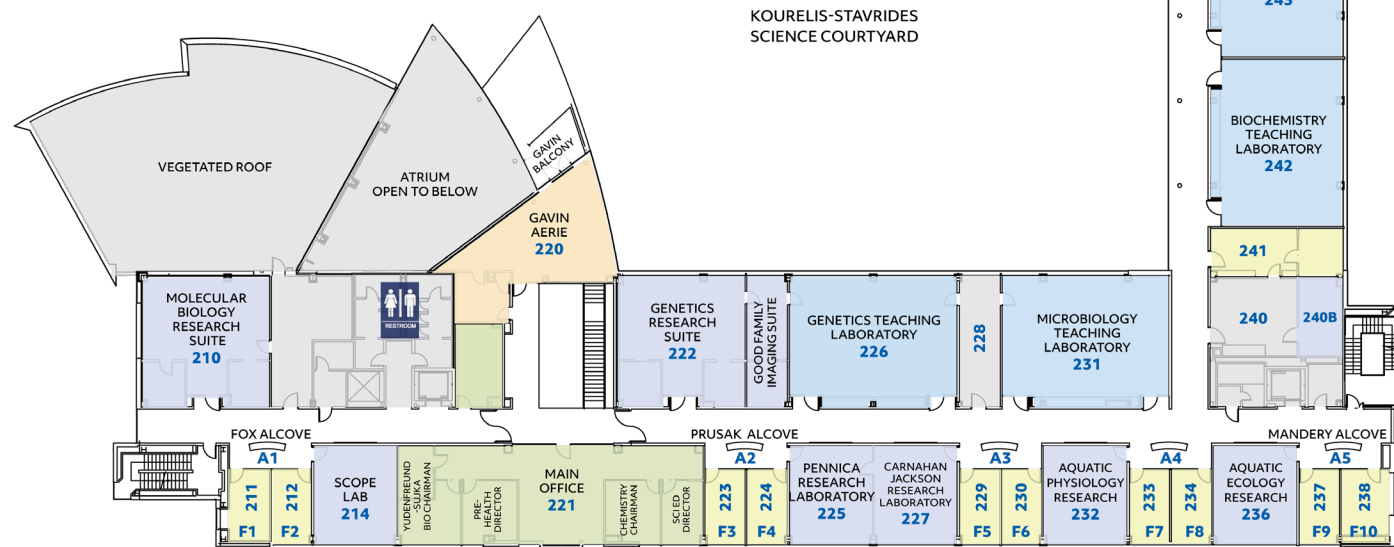 KOURELIS-STAVRIDES
SCIENCE COURTYARD
243
BIOCHEMISTRY
TEACHING
LABORATORY
242
VEGETATED ROOF
ATRIUM
OPEN TO BELOW
GAVIN
BALCONY
GAVIN
AERIE
220
241
MOLECULAR
BIOLOGY
RESEARCH
SUITE
210
RESTROOM
GENETICS
RESEARCH
SUITE
222
GOOD FAMILY
IMAGING SUITE
GENETICS TEACHING
LABORATORY
226
228
MICROBIOLOGY
TEACHING
LABORATORY
231
240
240B
FOX ALCOVE
A1
PRUSAK ALCOVE
A2
A3
A4
MANDERY ALCOVE
A5
211
F1
212
F2
SCOPE
LAB
214
YUDENFREUND
-SUJKA
BIO CHAIRMAN
PRE-
HEALTH
DIRECTOR
MAIN
OFFICE
221
CHEMISTRY
CHAIRMAN
SCI ED
DIRECTOR
223
F3
224
F4
PENNICA
RESEARCH
LABORATORY
225
CARNAHAN
JACKSON
RESEARCH
LABORATORY
227
229
F5
230
F6
AQUATIC
PHYSIOLOGY
RESEARCH
232
233
F7
234
F8
AQUATIC
ECOLOGY
RESEARCH
236
237
F9
238
F10